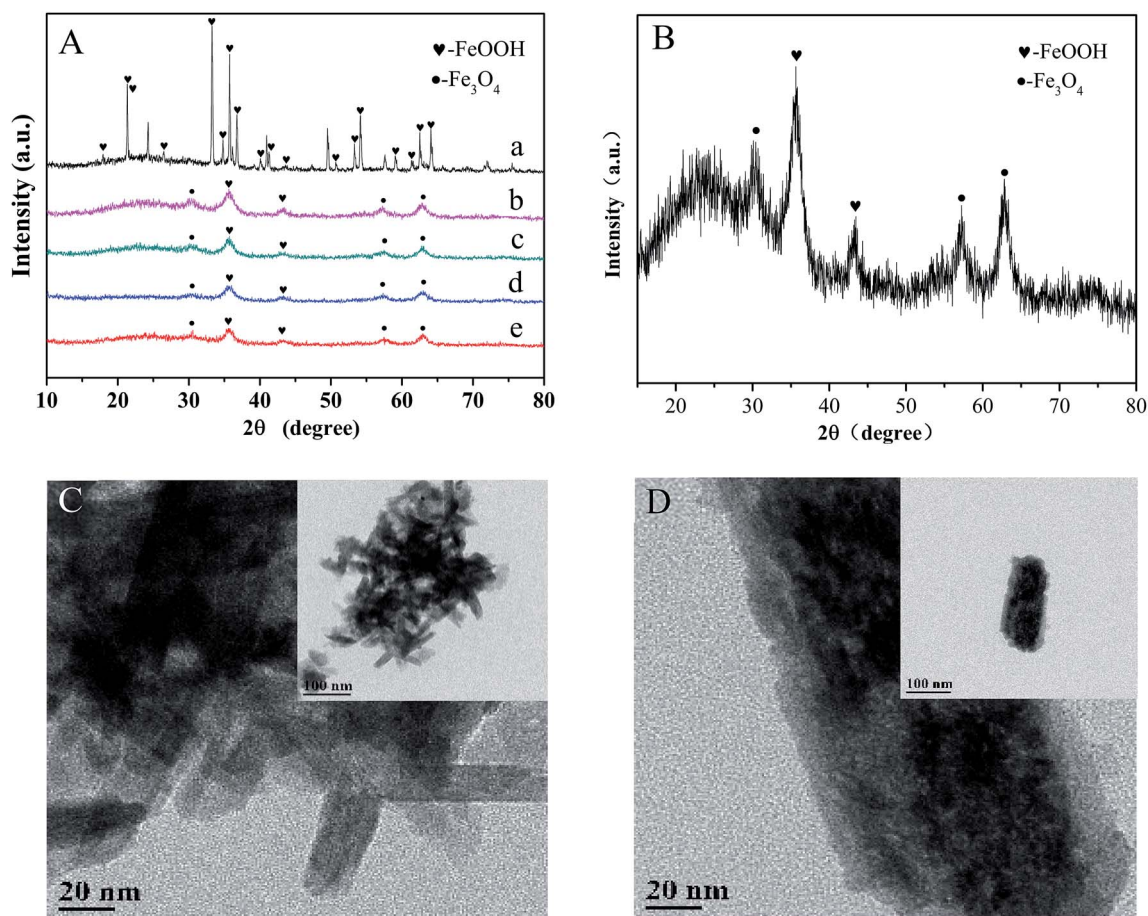 A
♥-FeOOH
●-Fe3O4
a
b
c
d
e
Intensity (a.u.)
10 20 30 40 50 60 70 80
2θ (degree)
B
♥-FeOOH
●-Fe3O4
Intensity（a.u.）
20 30 40 50 60 70 80
2θ（degree）
C
100 nm
20 nm
D
100 nm
20 nm